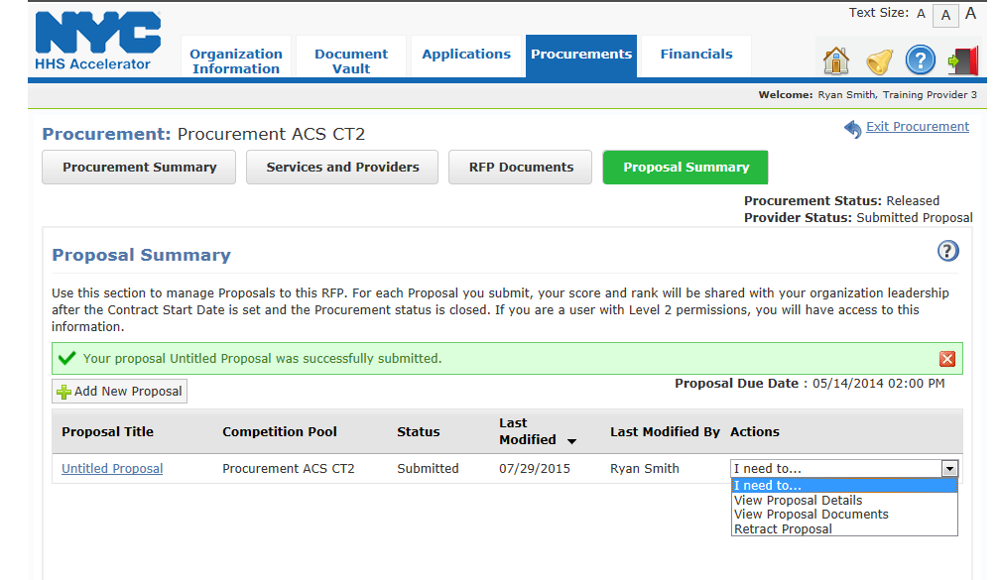 Text Size: A A A
NYC
HHS Accelerator
Organization Information
Document Vault
Applications
Procurements
Financials
?
Welcome: Ryan Smith, Training Provider 3
Procurement: Procurement ACS CT2
Exit Procurement
Procurement Summary
Services and Providers
RFP Documents
Proposal Summary
Procurement Status: Released
Provider Status: Submitted Proposal
Proposal Summary
?
Use this section to manage Proposals to this RFP. For each Proposal you submit, your score and rank will be shared with your organization leadership
after the Contract Start Date is set and the Procurement status is closed. If you are a user with Level 2 permissions, you will have access to this
information.
Your proposal Untitled Proposal was successfully submitted.
Add New Proposal
Proposal Due Date : 05/14/2014 02:00 PM
Proposal Title Competition Pool Status Last Modified Last Modified By Actions
Untitled Proposal Procurement ACS CT2 Submitted 07/29/2015 Ryan Smith I need to...
I need to...
View Proposal Details
View Proposal Documents
Retract Proposal